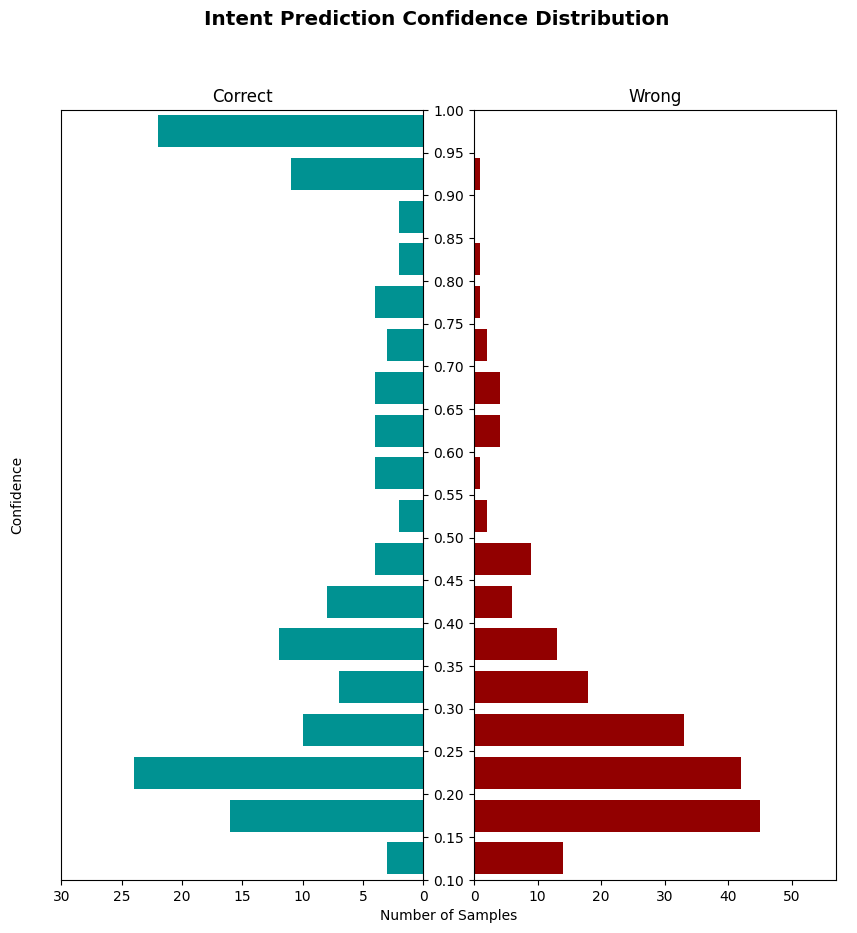 Intent Prediction Confidence Distribution
Correct
Wrong
1.00
0.95
0.90
0.85
0.80
0.75
0.70
0.65
0.60
0.55
0.50
0.45
0.40
0.35
0.30
0.25
0.20
0.15
0.10
Confidence
30 25 20 15 10 5 0
0 10 20 30 40 50
Number of Samples